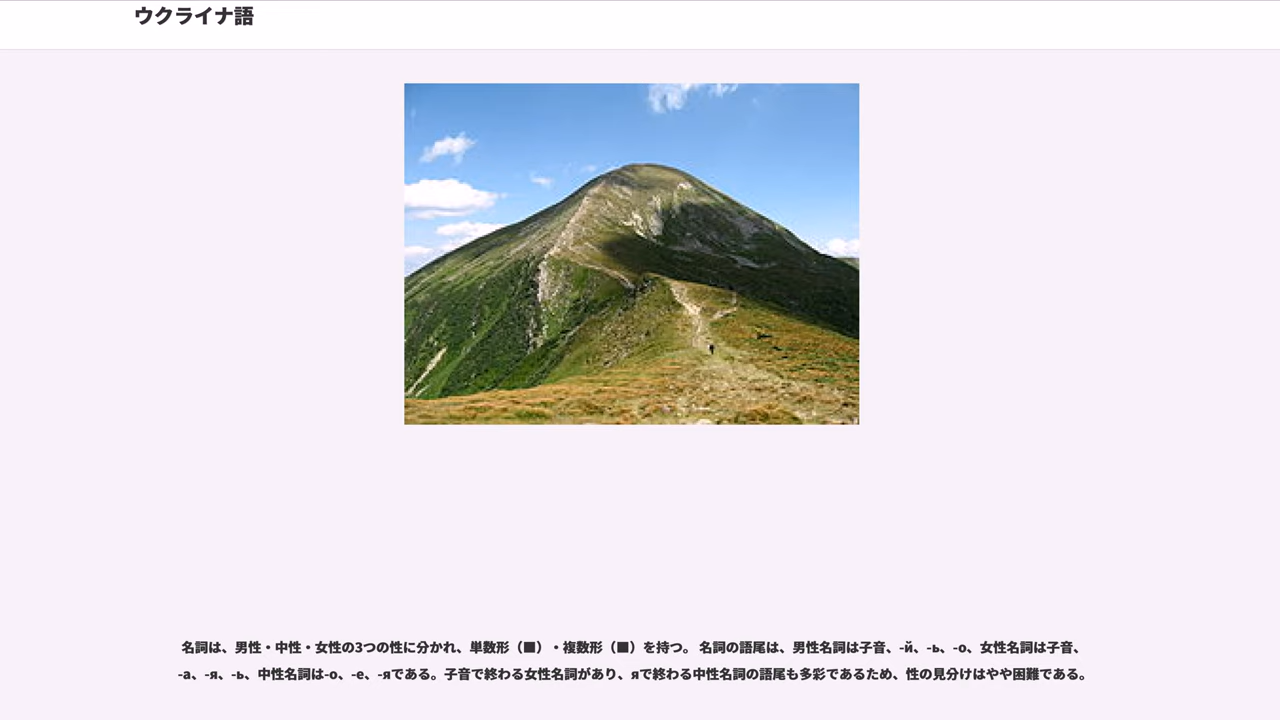 ウクライナ語
名詞は、男性・中性・女性の3つの性に分かれ、単数形（■）・複数形（■）を持つ。 名詞の語尾は、男性名詞は子音、-й、-ь、-о、女性名詞は子音、
-а、-я、-ь、中性名詞は-о、-е、-яである。子音で終わる女性名詞があり、яで終わる中性名詞の語尾も多彩であるため、性の見分けはやや困難である。